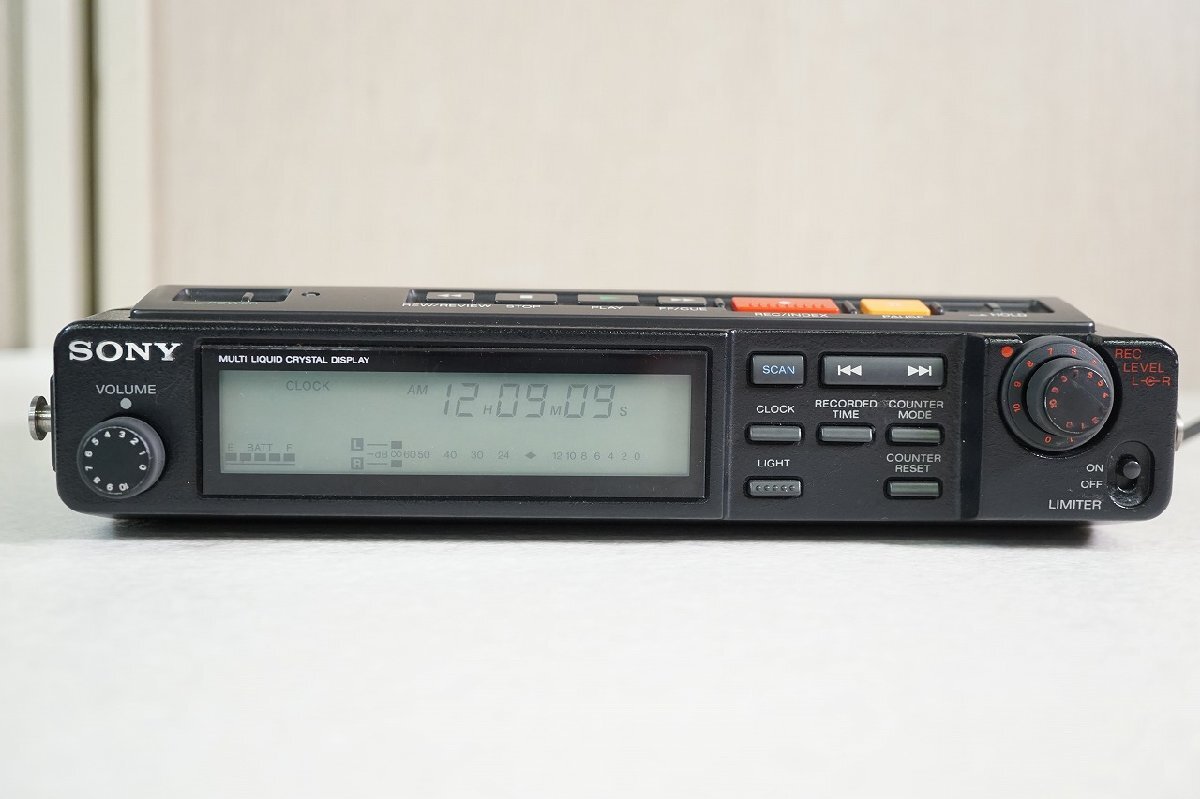 REW/REVIEW STOP PLAY FF/CUE REC/INDEX PAUSE HOLD
SONY
MULTI LIQUID CRYSTAL DISPLAY
VOLUME
CLOCK
AM 12H09M09S
E BATT F
L
R
-dB ∞ 60 50 40 30 24 12 10 8 6 4 2 0
SCAN
CLOCK
RECORDED TIME
COUNTER MODE
LIGHT
COUNTER RESET
REC LEVEL
L R
ON
OFF
LIMITER